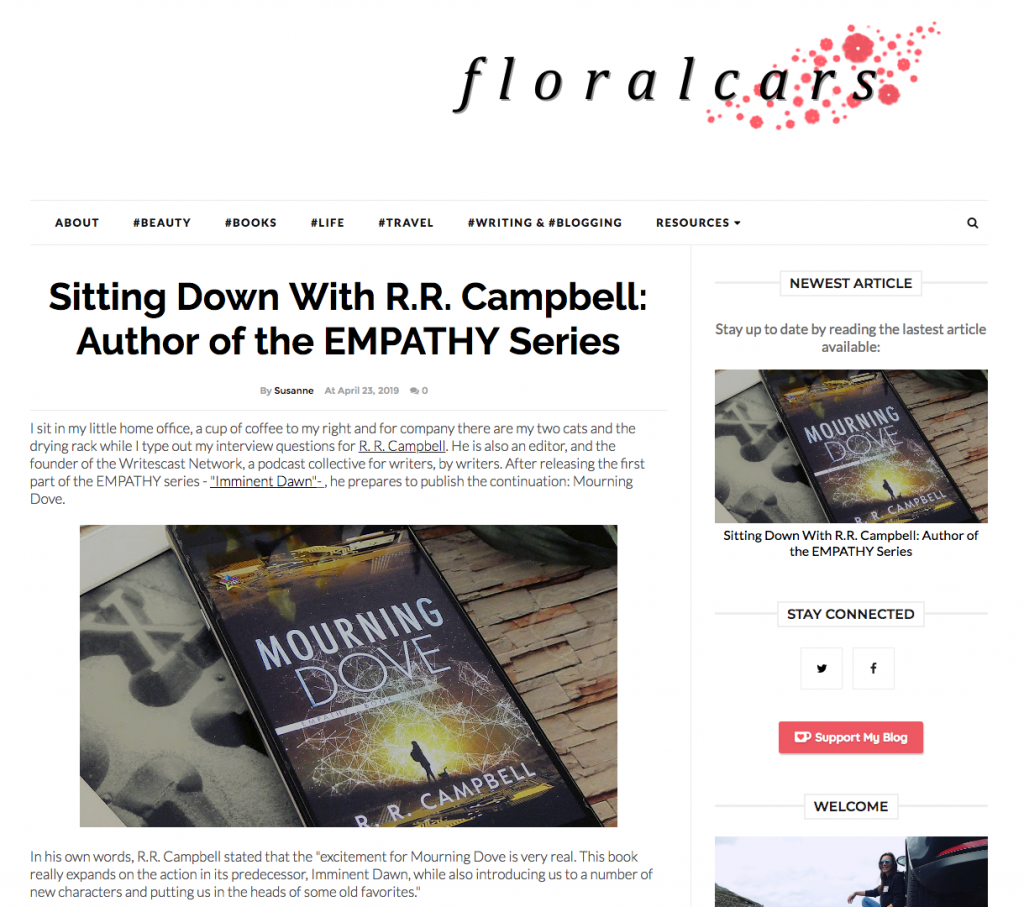 floralcars
ABOUT #BEAUTY #BOOKS #LIFE #TRAVEL #WRITING & #BLOGGING RESOURCES
Sitting Down With R.R. Campbell:
Author of the EMPATHY Series
By Susanne At April 23, 2019 0
I sit in my little home office, a cup of coffee to my right and for company there are my two cats and the
drying rack while I type out my interview questions for R. R. Campbell. He is also an editor, and the
founder of the Writescast Network, a podcast collective for writers, by writers. After releasing the first
part of the EMPATHY series - "Imminent Dawn"- , he prepares to publish the continuation: Mourning
Dove.
MOURNING
DOVE
EMPATHY
R. R. CAMPBELL
In his own words, R.R. Campbell stated that the "excitement for Mourning Dove is very real. This book
really expands on the action in its predecessor, Imminent Dawn, while also introducing us to a number of
new characters and putting us in the heads of some old favorites."
NEWEST ARTICLE
Stay up to date by reading the lastest article
available:
MOURNING
DOVE
R. R. CAMPBELL
Sitting Down With R.R. Campbell: Author of
the EMPATHY Series
STAY CONNECTED
Support My Blog
WELCOME